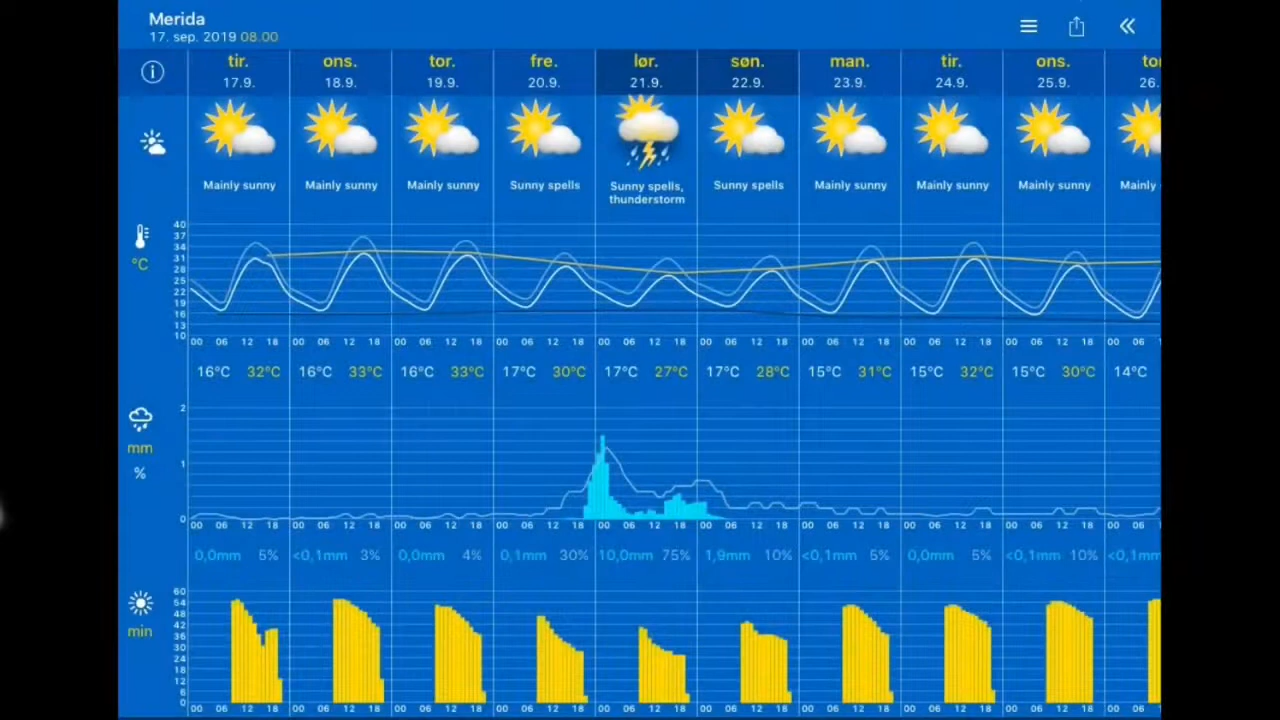 Merida
17. sep. 2019 08.00
tir. ons. tor. fre. lør. søn. man. tir. ons. tor
17.9. 18.9. 19.9. 20.9. 21.9. 22.9. 23.9. 24.9. 25.9. 26.
Mainly sunny Mainly sunny Mainly sunny Sunny spells Sunny spells, thunderstorm Sunny spells Mainly sunny Mainly sunny Mainly sunny Mainly
°C
40
37
34
31
28
25
22
19
16
13
10
00 06 12 18 00 06 12 18 00 06 12 18 00 06 12 18 00 06 12 18 00 06 12 18 00 06 12 18 00 06 12 18 00 06 12 18 00 06
16°C 32°C 16°C 33°C 16°C 33°C 17°C 30°C 17°C 27°C 17°C 28°C 15°C 31°C 15°C 32°C 15°C 30°C 14°C
mm
%
2
1
0
00 06 12 18 00 06 12 18 00 06 12 18 00 06 12 18 00 06 12 18 00 06 12 18 00 06 12 18 00 06 12 18 00 06 12 18 00 06
0,0mm 5% <0,1mm 3% 0,0mm 4% 0,1mm 30% 10,0mm 75% 1,9mm 10% <0,1mm 5% 0,0mm 5% <0,1mm 10% <0,1mm
min
60
54
48
42
36
30
24
18
12
6
0
00 06 12 18 00 06 12 18 00 06 12 18 00 06 12 18 00 06 12 18 00 06 12 18 00 06 12 18 00 06 12 18 00 06 12 18 00 06